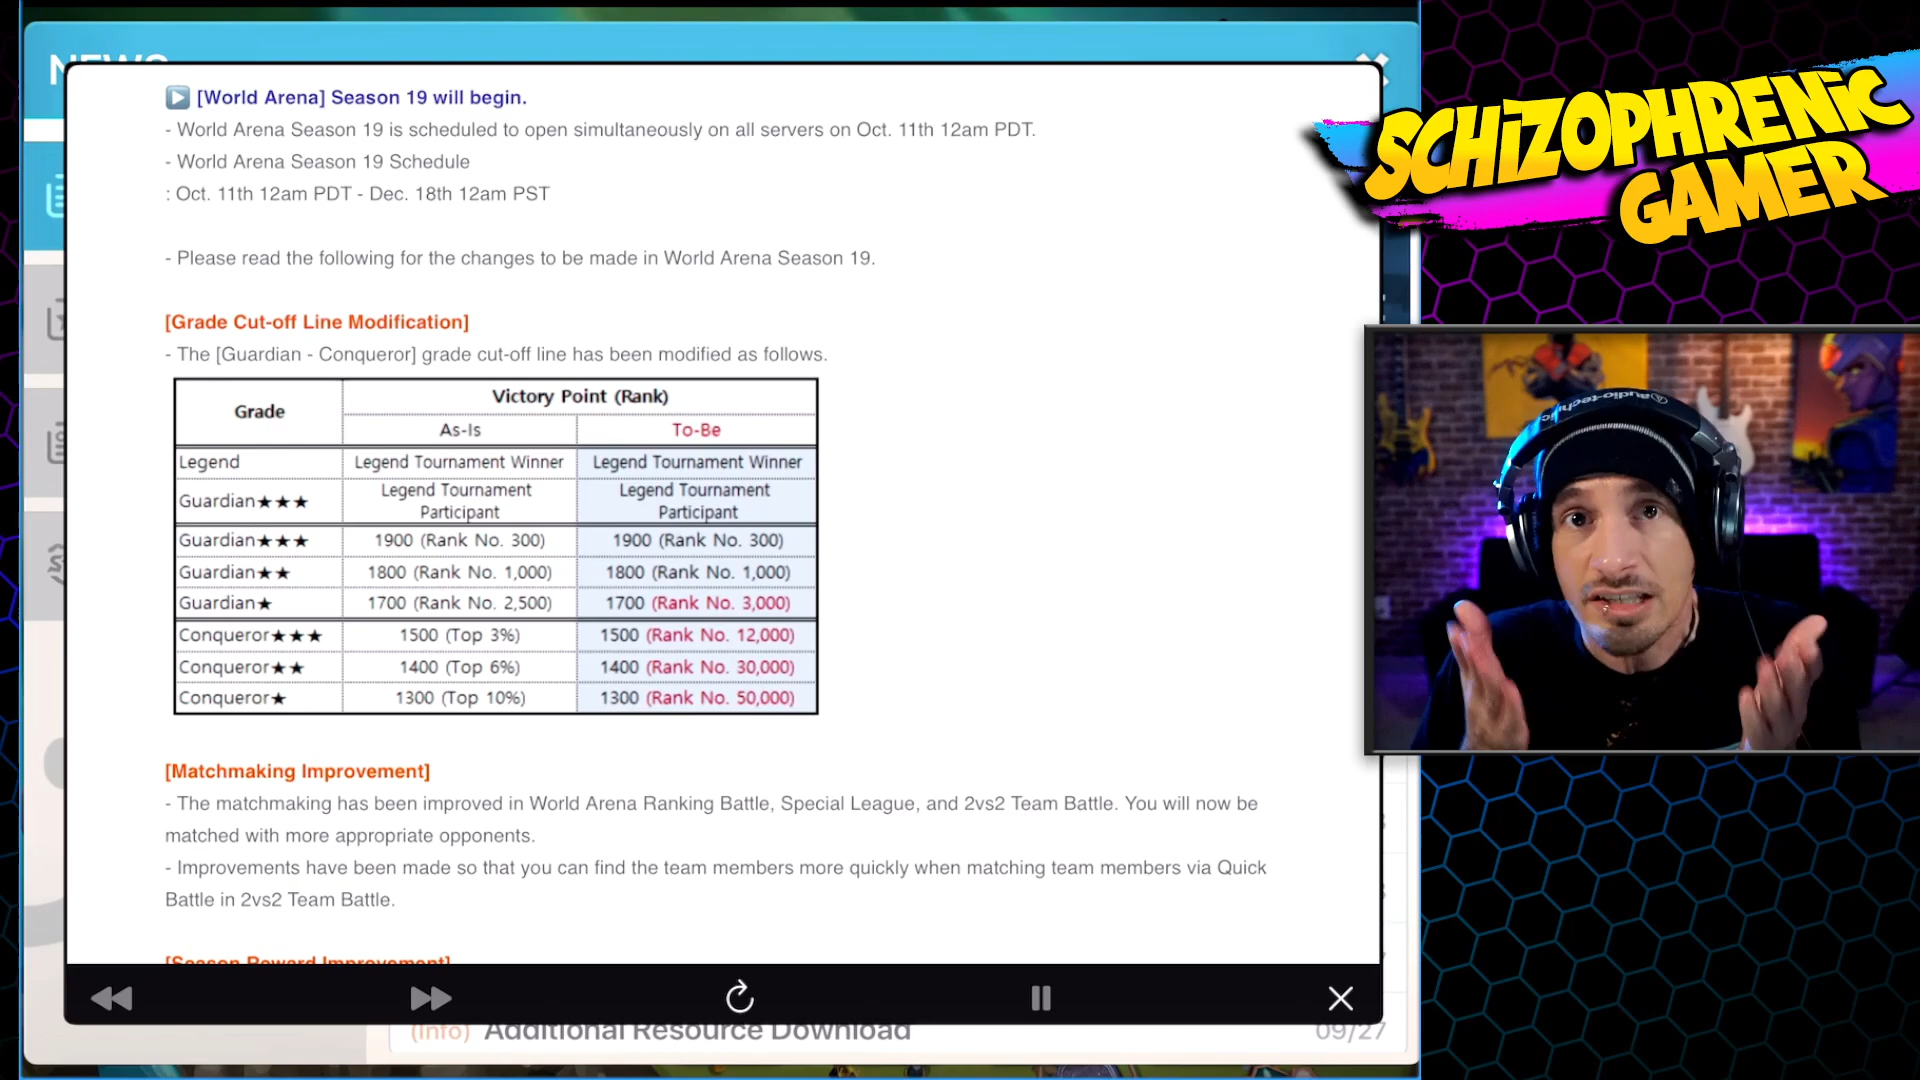 NEWS
[World Arena] Season 19 will begin.
- World Arena Season 19 is scheduled to open simultaneously on all servers on Oct. 11th 12am PDT.
- World Arena Season 19 Schedule
: Oct. 11th 12am PDT - Dec. 18th 12am PST
- Please read the following for the changes to be made in World Arena Season 19.
[Grade Cut-off Line Modification]
- The [Guardian - Conqueror] grade cut-off line has been modified as follows.
Grade Victory Point (Rank)
As-Is To-Be
Legend Legend Tournament Winner Legend Tournament Winner
Guardian★★★ Legend Tournament Participant Legend Tournament Participant
Guardian★★★ 1900 (Rank No. 300) 1900 (Rank No. 300)
Guardian★★ 1800 (Rank No. 1,000) 1800 (Rank No. 1,000)
Guardian★ 1700 (Rank No. 2,500) 1700 (Rank No. 3,000)
Conqueror★★★ 1500 (Top 3%) 1500 (Rank No. 12,000)
Conqueror★★ 1400 (Top 6%) 1400 (Rank No. 30,000)
Conqueror★ 1300 (Top 10%) 1300 (Rank No. 50,000)
[Matchmaking Improvement]
- The matchmaking has been improved in World Arena Ranking Battle, Special League, and 2vs2 Team Battle. You will now be
matched with more appropriate opponents.
- Improvements have been made so that you can find the team members more quickly when matching team members via Quick
Battle in 2vs2 Team Battle.
[Season Reward Improvement]
(Info) Additional Resource Download 09/27
SCHIZOPHRENIC
GAMER
audio-technica